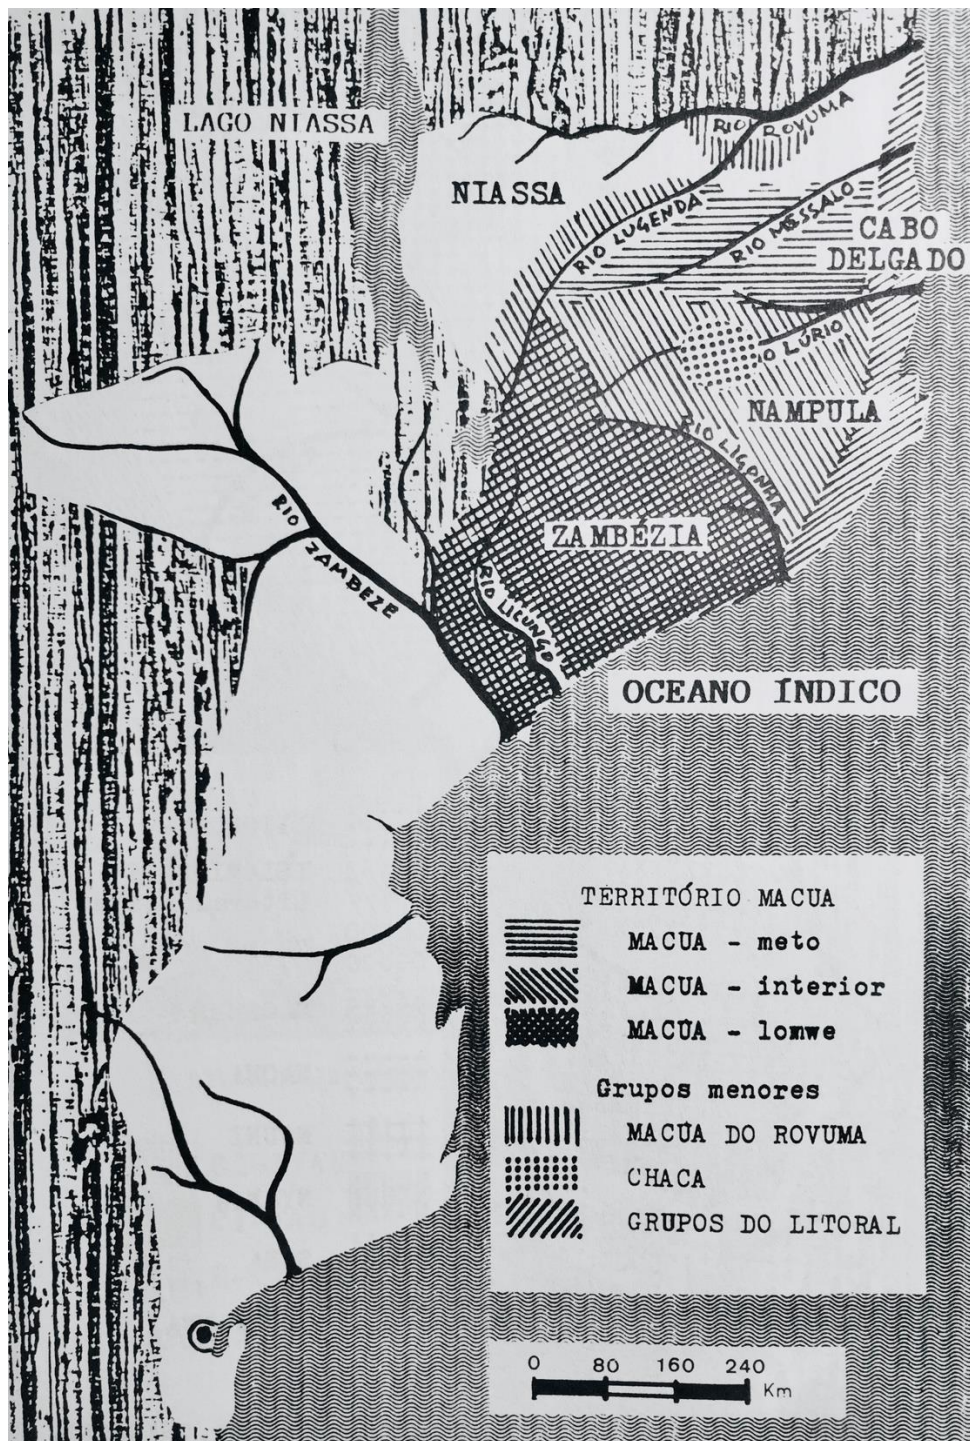 LAGO NIASSA
RIO ROVUMA
NIASSA
RIO LUGENDA
RIO MESSALO
CABO
DELGADO
O LÚRIO
NAMPULA
RIO LIGONHA
ZAMBÉZIA
RIO
ZAMBEZE
RIO LICUNGO
OCEANO ÍNDICO
TERRITÓRIO MACUA
MACUA - meto
MACUA - interior
MACUA - lomwe
Grupos menores
MACUA DO ROVUMA
CHACA
GRUPOS DO LITORAL
0 80 160 240
Km